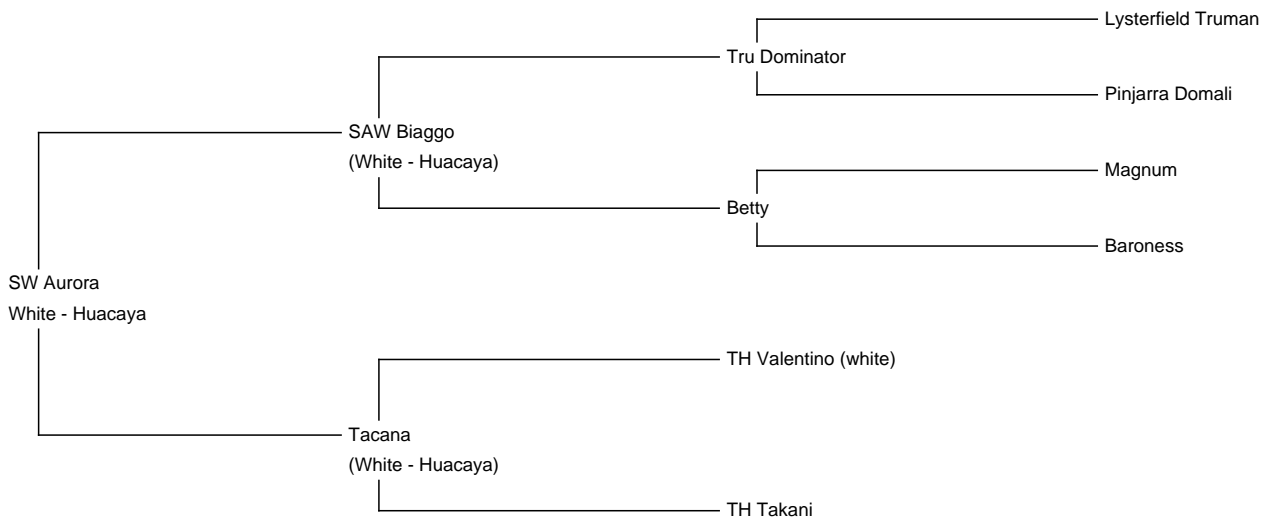 Lysterfield Truman
Tru Dominator
Pinjarra Domali
SAW Biaggo
(White - Huacaya)
Magnum
Betty
Baroness
SW Aurora
White - Huacaya
TH Valentino (white)
Tacana
(White - Huacaya)
TH Takani